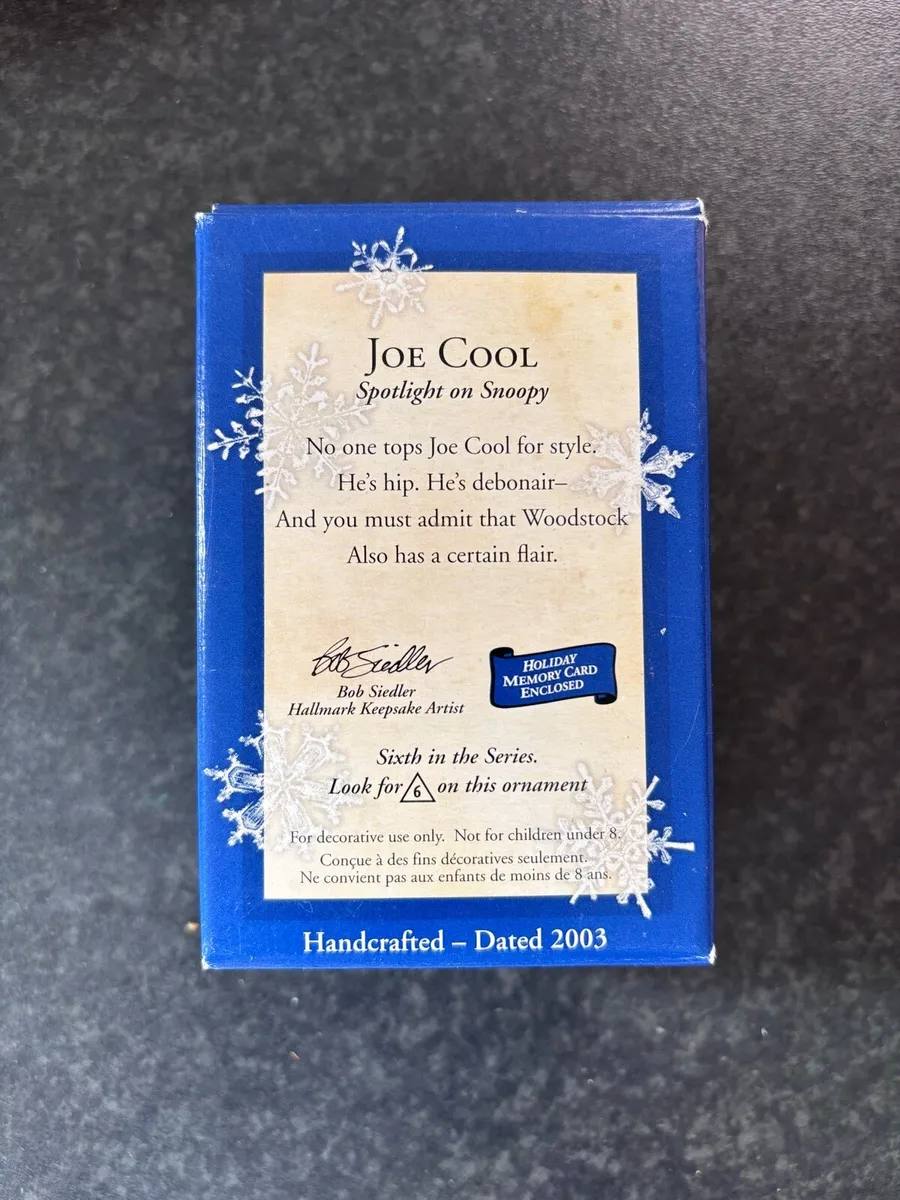 JOE COOL
Spotlight on Snoopy
No one tops Joe Cool for style.
He's hip. He's debonair–
And you must admit that Woodstock
Also has a certain flair.
Bob Siedler
Bob Siedler
Hallmark Keepsake Artist
HOLIDAY
MEMORY CARD
ENCLOSED
Sixth in the Series.
Look for 6 on this ornament
For decorative use only. Not for children under 8.
Conçue à des fins décoratives seulement.
Ne convient pas aux enfants de moins de 8 ans.
Handcrafted – Dated 2003